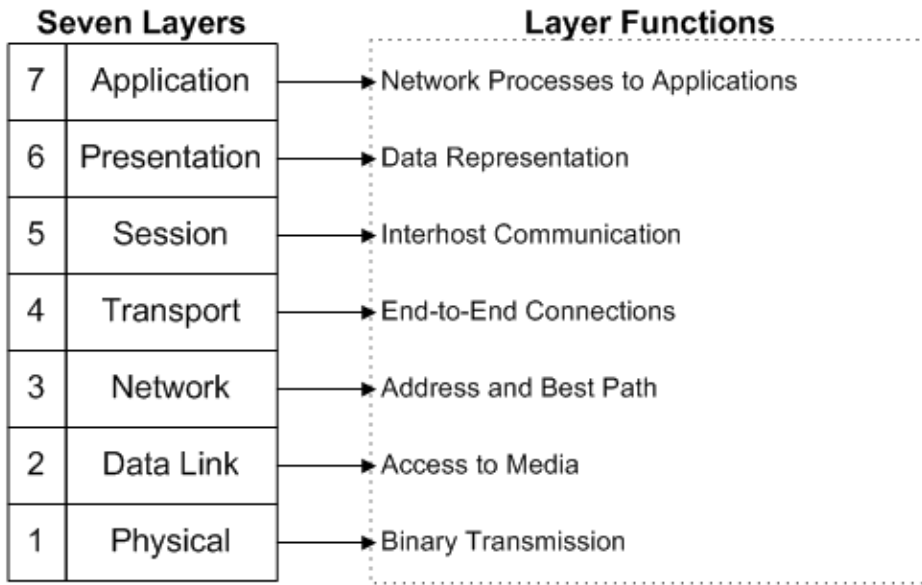 Seven Layers Layer Functions
7 Application Network Processes to Applications
6 Presentation Data Representation
5 Session Interhost Communication
4 Transport End-to-End Connections
3 Network Address and Best Path
2 Data Link Access to Media
1 Physical Binary Transmission